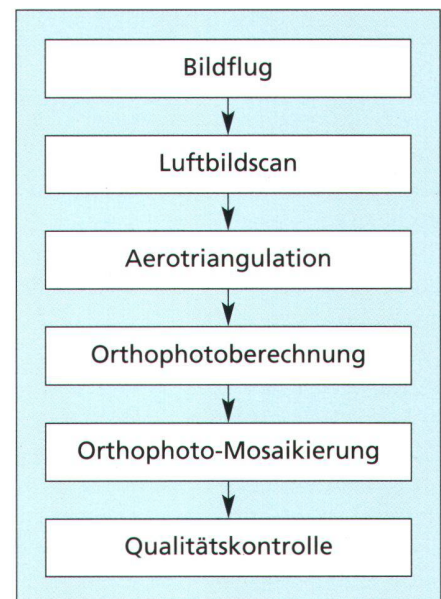 Bildflug
Luftbildscan
Aerotriangulation
Orthophotoberechnung
Orthophoto-Mosaikierung
Qualitätskontrolle